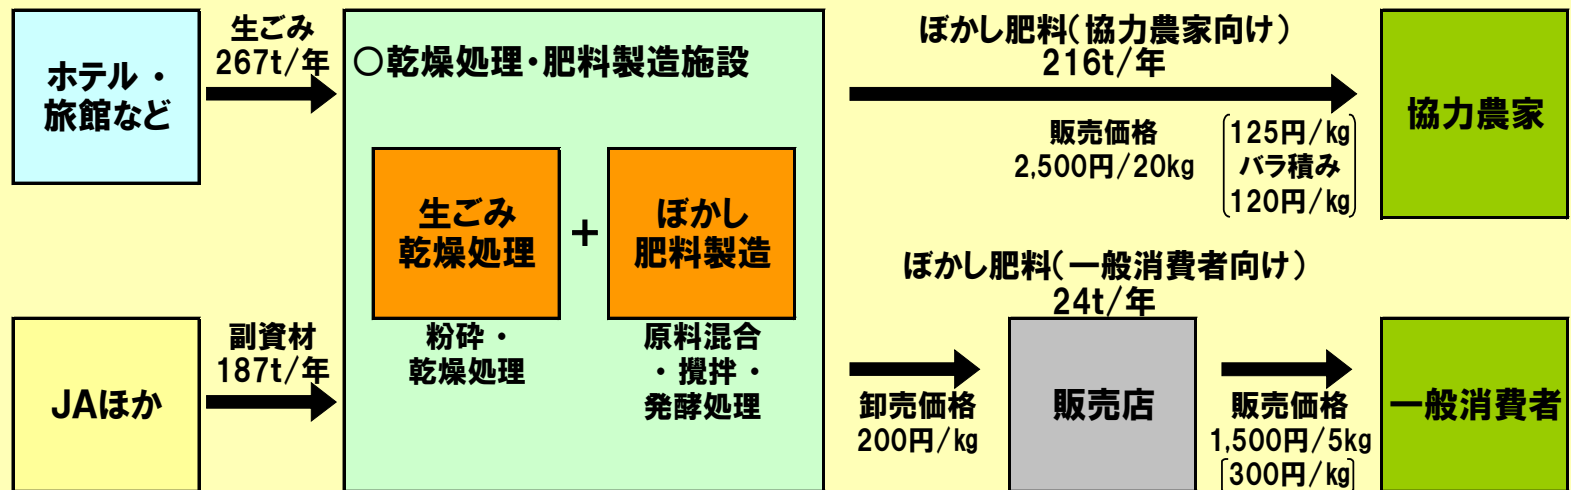 ホテル・
旅館など
生ごみ
267t/年
○乾燥処理・肥料製造施設
生ごみ
乾燥処理
+
ぼかし
肥料製造
粉砕・
乾燥処理
原料混合
・攪拌・
発酵処理
JAほか
副資材
187t/年
ぼかし肥料(協力農家向け)
216t/年
販売価格
2,500円/20kg
125円/kg
バラ積み
120円/kg
協力農家
ぼかし肥料(一般消費者向け)
24t/年
卸売価格
200円/kg
販売店
販売価格
1,500円/5kg
[300円/kg]
一般消費者